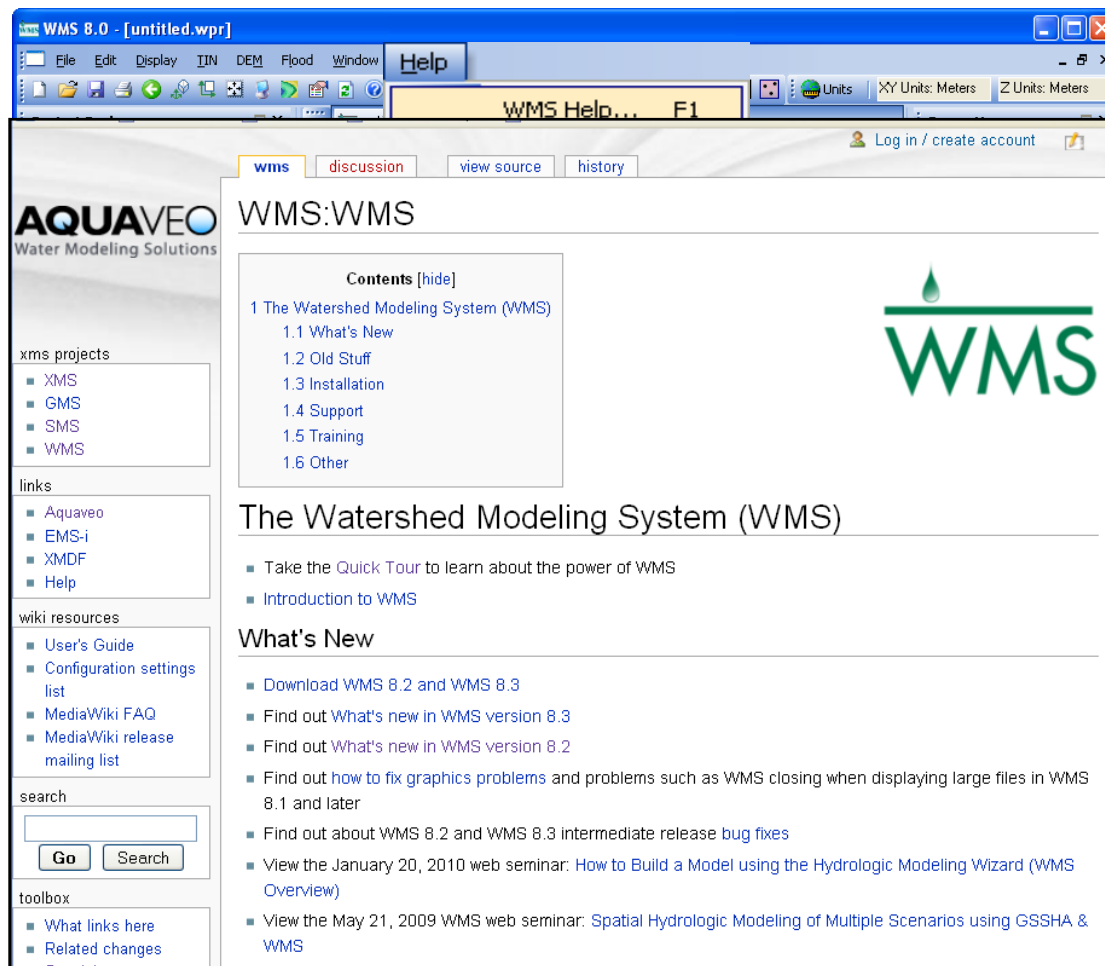 WMS 8.0 - [untitled.wpr]
File Edit Display TIN DEM Flood Window Help
Units XY Units: Meters Z Units: Meters
WMS Help... F1
Log in / create account
wms discussion view source history
AQUAVEO
Water Modeling Solutions
WMS:WMS
Contents [hide]
1 The Watershed Modeling System (WMS)
1.1 What's New
1.2 Old Stuff
1.3 Installation
1.4 Support
1.5 Training
1.6 Other
WMS
xms projects
XMS
GMS
SMS
WMS
links
Aquaveo
EMS-i
XMDF
Help
wiki resources
User's Guide
Configuration settings
list
MediaWiki FAQ
MediaWiki release
mailing list
search
Go Search
toolbox
What links here
Related changes
The Watershed Modeling System (WMS)
Take the Quick Tour to learn about the power of WMS
Introduction to WMS
What's New
Download WMS 8.2 and WMS 8.3
Find out What's new in WMS version 8.3
Find out What's new in WMS version 8.2
Find out how to fix graphics problems and problems such as WMS closing when displaying large files in WMS
8.1 and later
Find out about WMS 8.2 and WMS 8.3 intermediate release bug fixes
View the January 20, 2010 web seminar: How to Build a Model using the Hydrologic Modeling Wizard (WMS
Overview)
View the May 21, 2009 WMS web seminar: Spatial Hydrologic Modeling of Multiple Scenarios using GSSHA &
WMS